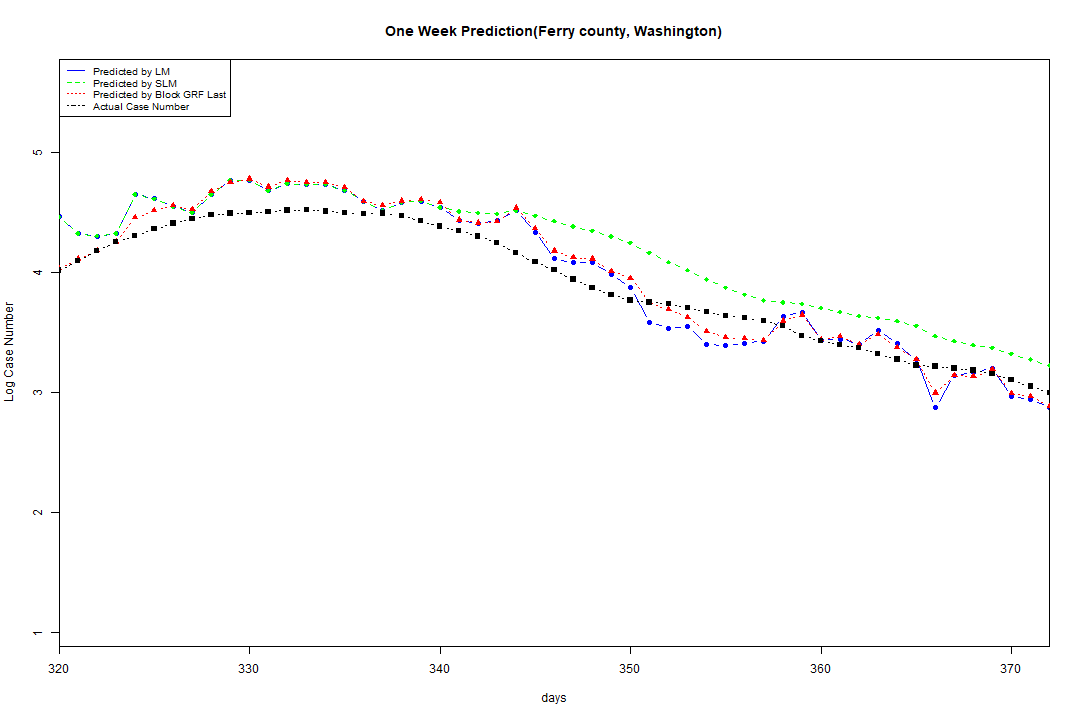 One Week Prediction(Ferry county, Washington)
Predicted by LM
Predicted by SLM
Predicted by Block GRF Last
Actual Case Number
5
4
3
2
1
Log Case Number
320 330 340 350 360 370
days